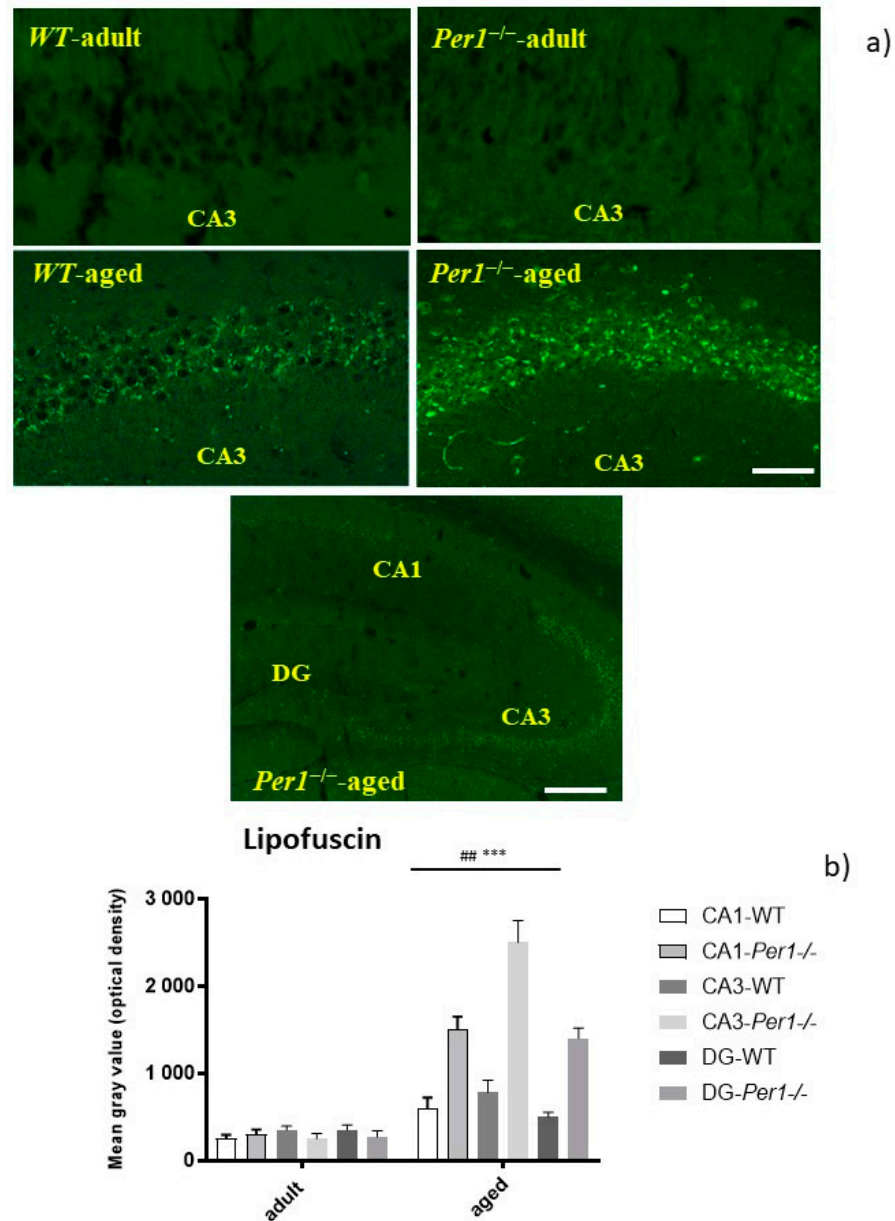 WT-adult
Per1−/−-adult
a)
CA3
CA3
WT-aged
Per1−/−-aged
CA3
CA3
CA1
DG
CA3
Per1−/−-aged
Lipofuscin
## ***
b)
Mean gray value (optical density)
3 000
2 000
1 000
0
adult
aged
CA1-WT
CA1-Per1-/-
CA3-WT
CA3-Per1-/-
DG-WT
DG-Per1-/-